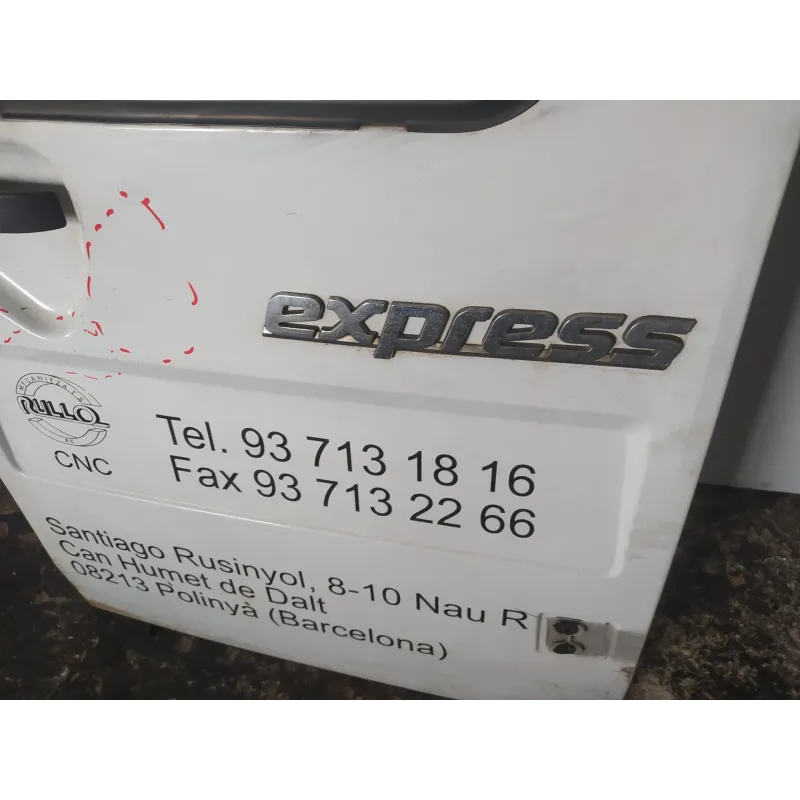 express
RULLOL
CNC
Tel. 93 713 18 16
Fax 93 713 22 66
Santiago Rusinyol, 8-10 Nau R
Can Humet de Dalt
08213 Polinyà (Barcelona)